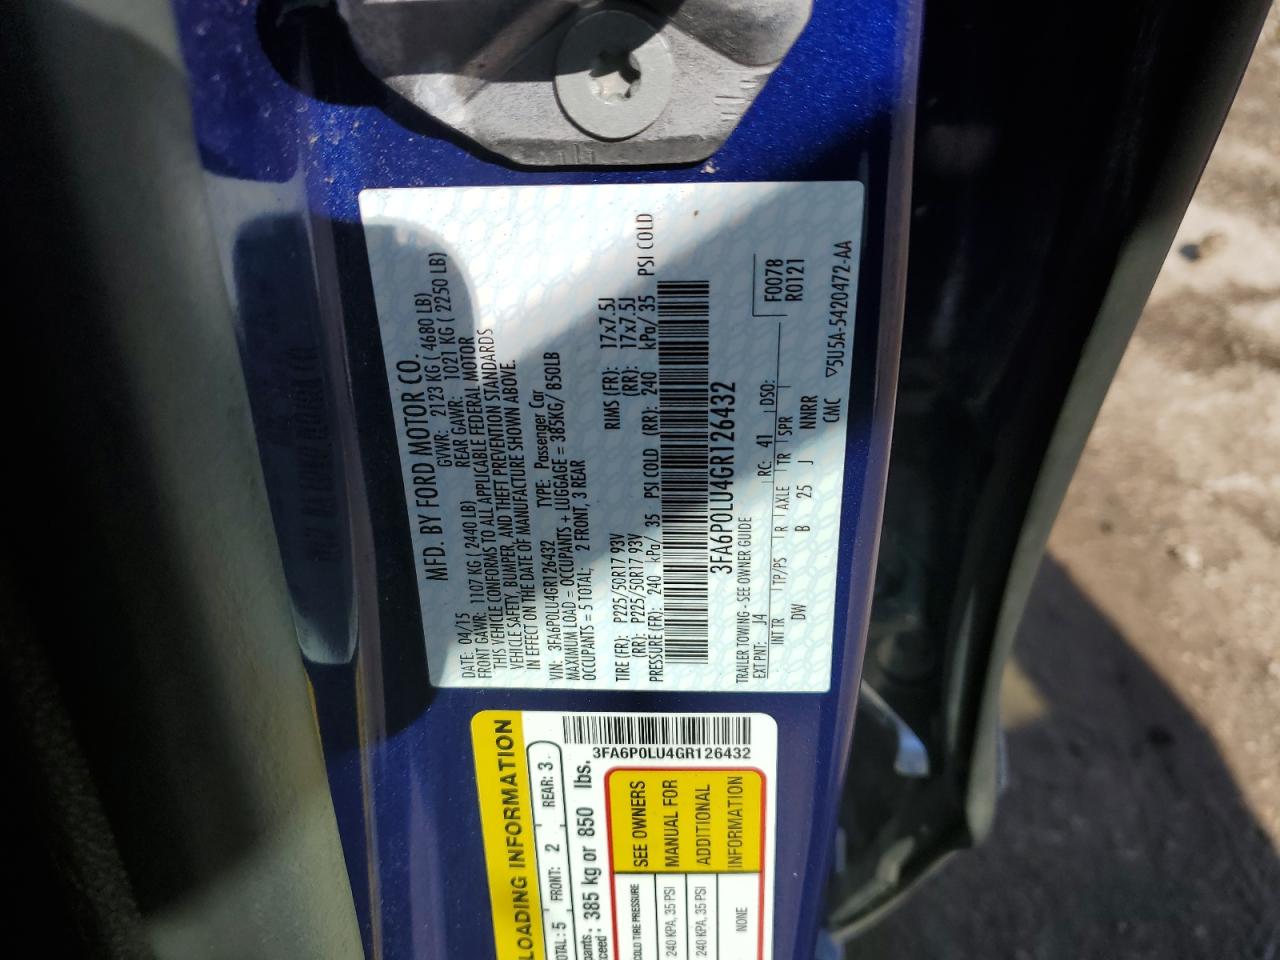 MFD. BY FORD MOTOR CO.
DATE: 04/15 GVWR: 2123 KG ( 4680 LB)
FRONT GAWR: 1107 KG ( 2440 LB) REAR GAWR: 1021 KG ( 2250 LB)
THIS VEHICLE CONFORMS TO ALL APPLICABLE FEDERAL MOTOR
VEHICLE SAFETY, BUMPER, AND THEFT PREVENTION STANDARDS
IN EFFECT ON THE DATE OF MANUFACTURE SHOWN ABOVE.
VIN: 3FA6P0LU4GR126432 TYPE: Passenger Car
MAXIMUM LOAD = OCCUPANTS + LUGGAGE = 385KG/ 850LB
OCCUPANTS = 5 TOTAL; 2 FRONT, 3 REAR
TIRE (FR): P225/50R17 93V RIMS (FR): 17x7.5J
(RR): P225/50R17 93V (RR): 17x7.5J
PRESSURE (FR): 240 kPa/ 35 PSI COLD (RR): 240 kPa/ 35 PSI COLD
3FA6P0LU4GR126432
TRAILER TOWING - SEE OWNER GUIDE
EXT PNT: J4 RC: 41 DSO: F0078
INT TR TP/PS R AXLE TR SPR R0121
DW B 25 J NNRR
CMC ▽5U5A-5420472-AA
LOADING INFORMATION
OTAL: 5 FRONT: 2 REAR: 3
pants.
cceed: 385 kg or 850 lbs.
3FA6P0LU4GR126432
COLD TIRE PRESSURE
240 KPA, 35 PSI
240 KPA, 35 PSI
NONE
SEE OWNERS
MANUAL FOR
ADDITIONAL
INFORMATION